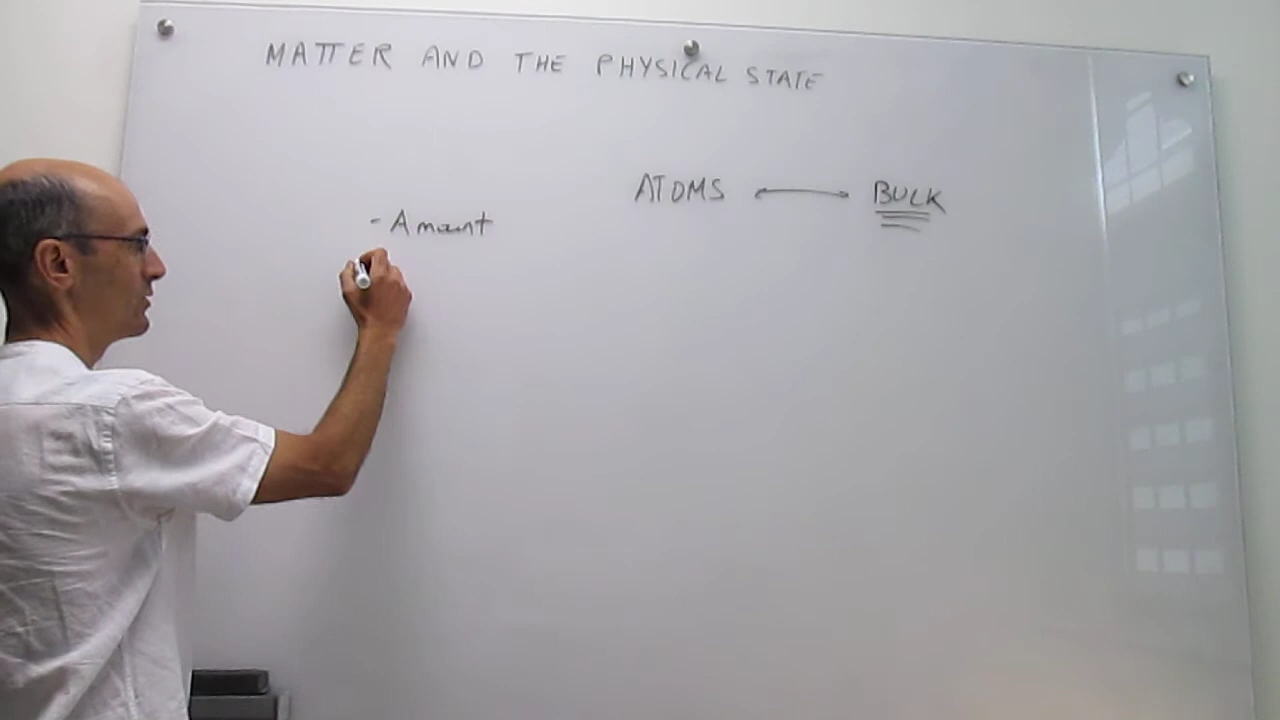 MATTER AND THE PHYSICAL STATE
ATOMS ⟷ BULK
- Amount